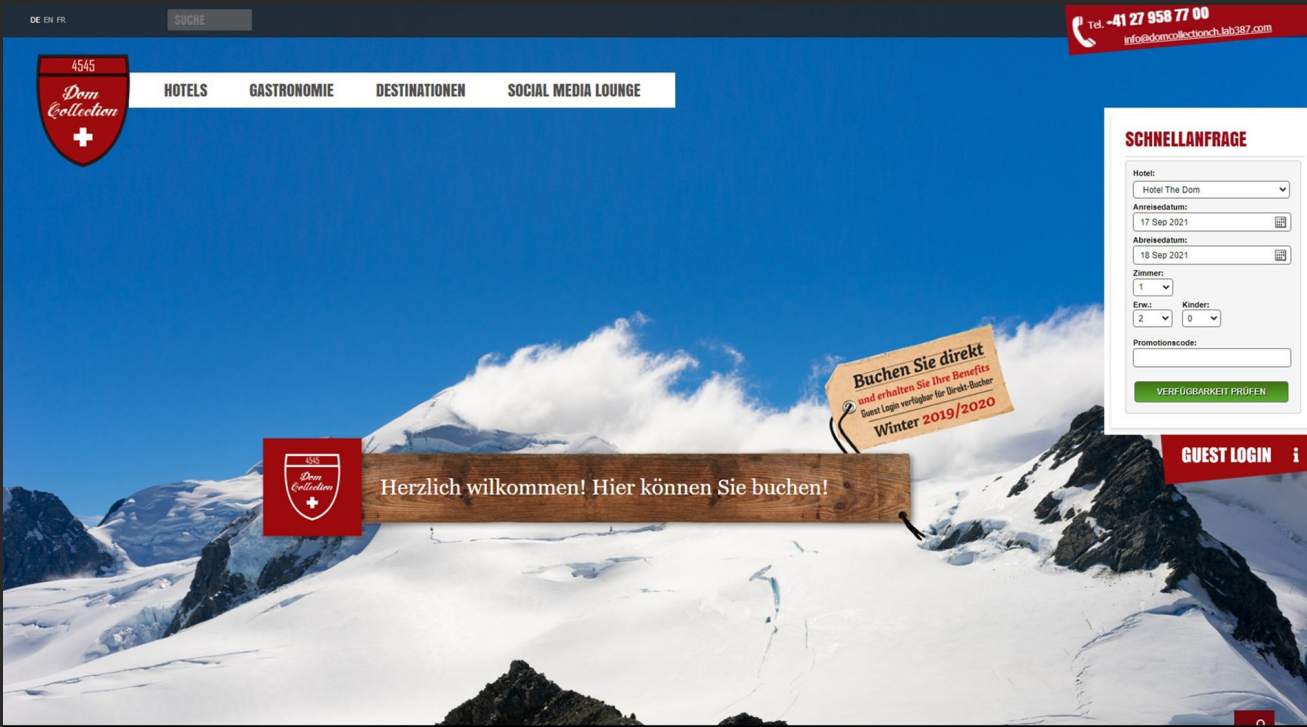 DE EN FR
SUCHE
Tel. +41 27 958 77 00
info@domcollectionch.lab387.com
4545
Dom
Collection
HOTELS GASTRONOMIE DESTINATIONEN SOCIAL MEDIA LOUNGE
SCHNELLANFRAGE
Hotel:
Hotel The Dom
Anreisedatum:
17 Sep 2021
Abreisedatum:
18 Sep 2021
Zimmer:
1
Erw.: Kinder:
2 0
Promotionscode:
VERFÜGBARKEIT PRÜFEN
Buchen Sie direkt
und erhalten Sie Ihre Benefits
Guest Login verfügbar für Direkt-Bucher
Winter 2019/2020
GUEST LOGIN i
4545
Dom
Collection
Herzlich wilkommen! Hier können Sie buchen!